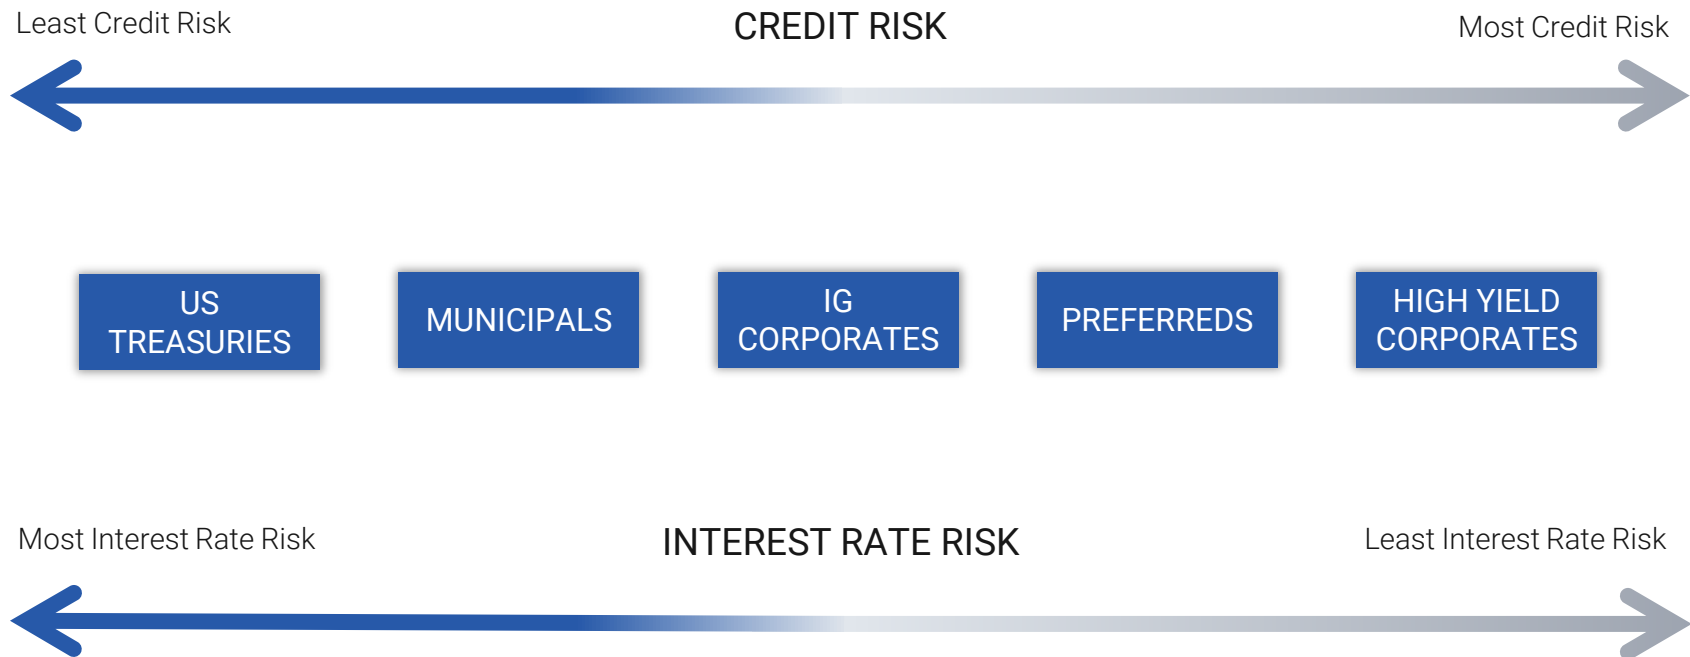 Least Credit Risk
CREDIT RISK
Most Credit Risk
US
TREASURIES
MUNICIPALS
IG
CORPORATES
PREFERREDS
HIGH YIELD
CORPORATES
Most Interest Rate Risk
INTEREST RATE RISK
Least Interest Rate Risk